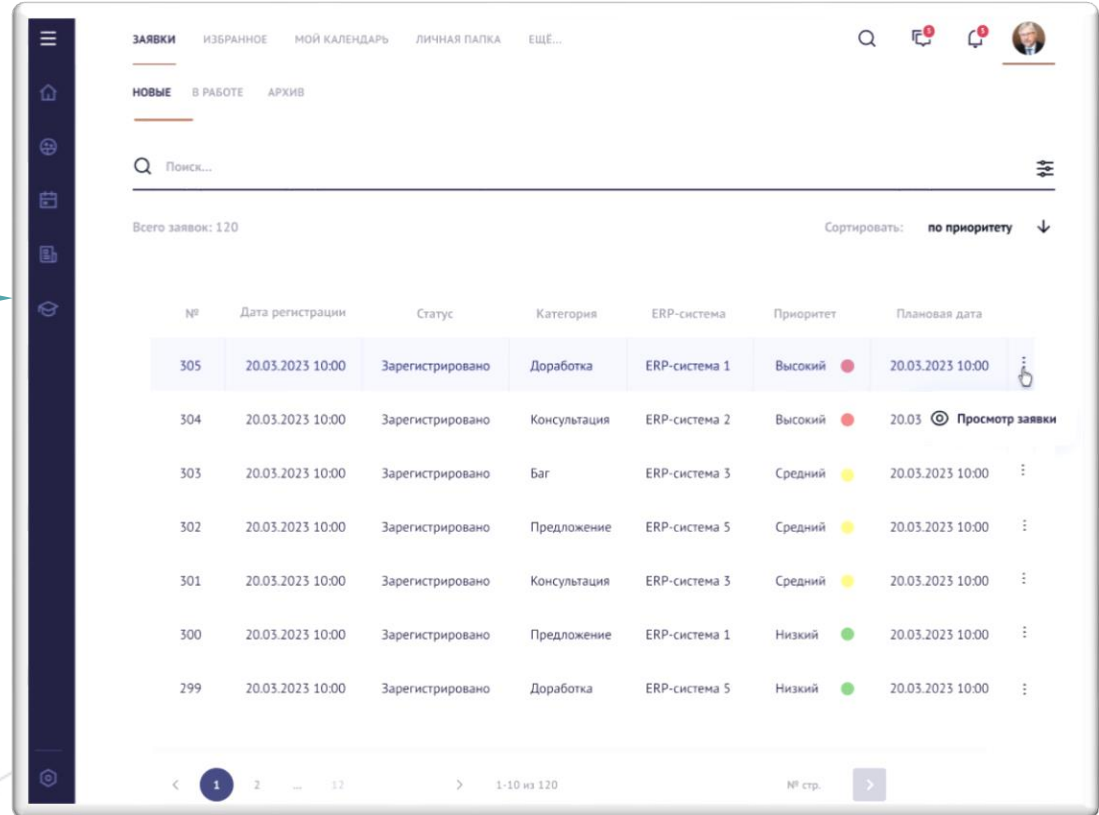 ЗАЯВКИ ИЗБРАННОЕ МОЙ КАЛЕНДАРЬ ЛИЧНАЯ ПАПКА ЕЩЁ... 5 3
НОВЫЕ В РАБОТЕ АРХИВ
Поиск...
Всего заявок: 120 Сортировать: по приоритету
№ Дата регистрации Статус Категория ERP-система Приоритет Плановая дата
305 20.03.2023 10:00 Зарегистрировано Доработка ERP-система 1 Высокий 20.03.2023 10:00
304 20.03.2023 10:00 Зарегистрировано Консультация ERP-система 2 Высокий 20.03 Просмотр заявки
303 20.03.2023 10:00 Зарегистрировано Баг ERP-система 3 Средний 20.03.2023 10:00
302 20.03.2023 10:00 Зарегистрировано Предложение ERP-система 5 Средний 20.03.2023 10:00
301 20.03.2023 10:00 Зарегистрировано Консультация ERP-система 3 Средний 20.03.2023 10:00
300 20.03.2023 10:00 Зарегистрировано Предложение ERP-система 1 Низкий 20.03.2023 10:00
299 20.03.2023 10:00 Зарегистрировано Доработка ERP-система 5 Низкий 20.03.2023 10:00
< 1 2 ... 12 > 1-10 из 120 № стр. >